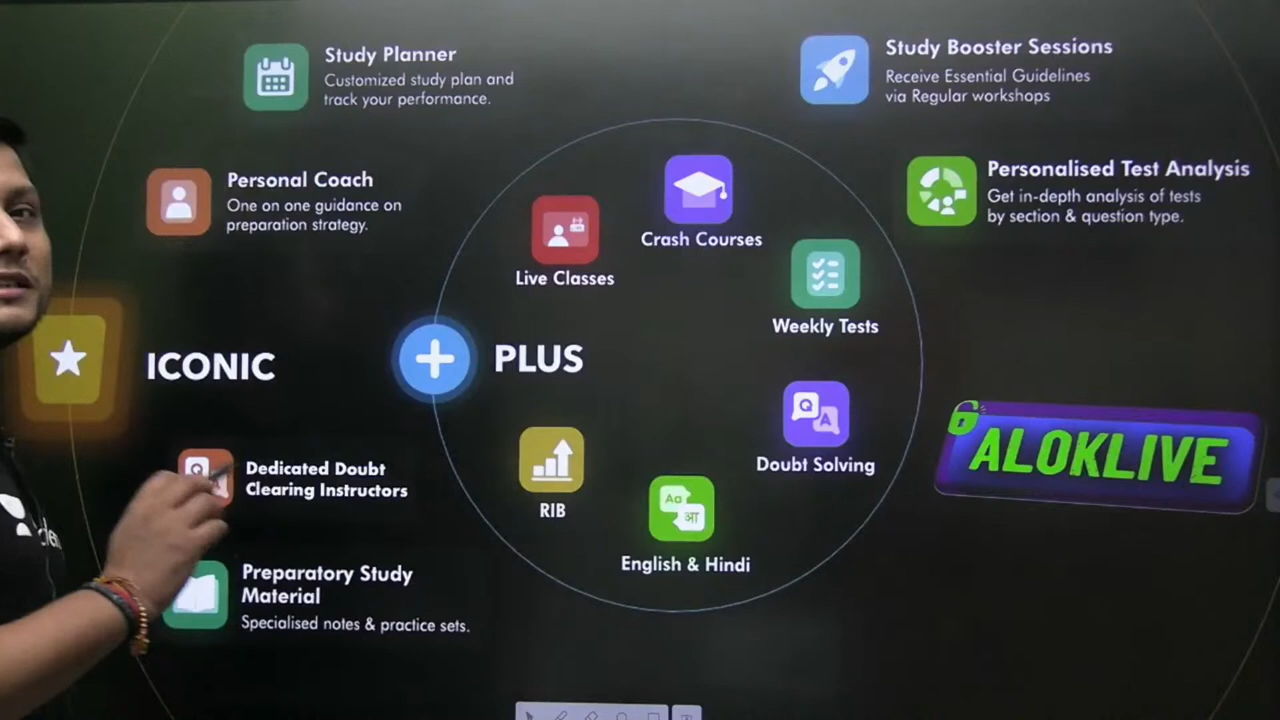 Study Planner
Customized study plan and
track your performance.
Study Booster Sessions
Receive Essential Guidelines
via Regular workshops
Personal Coach
One on one guidance on
preparation strategy.
Personalised Test Analysis
Get in-depth analysis of tests
by section & question type.
Crash Courses
Live Classes
Weekly Tests
ICONIC
PLUS
ALOKLIVE
Q
A
Doubt Solving
Q
Dedicated Doubt
Clearing Instructors
RIB
Aa
आ
English & Hindi
Preparatory Study
Material
Specialised notes & practice sets.